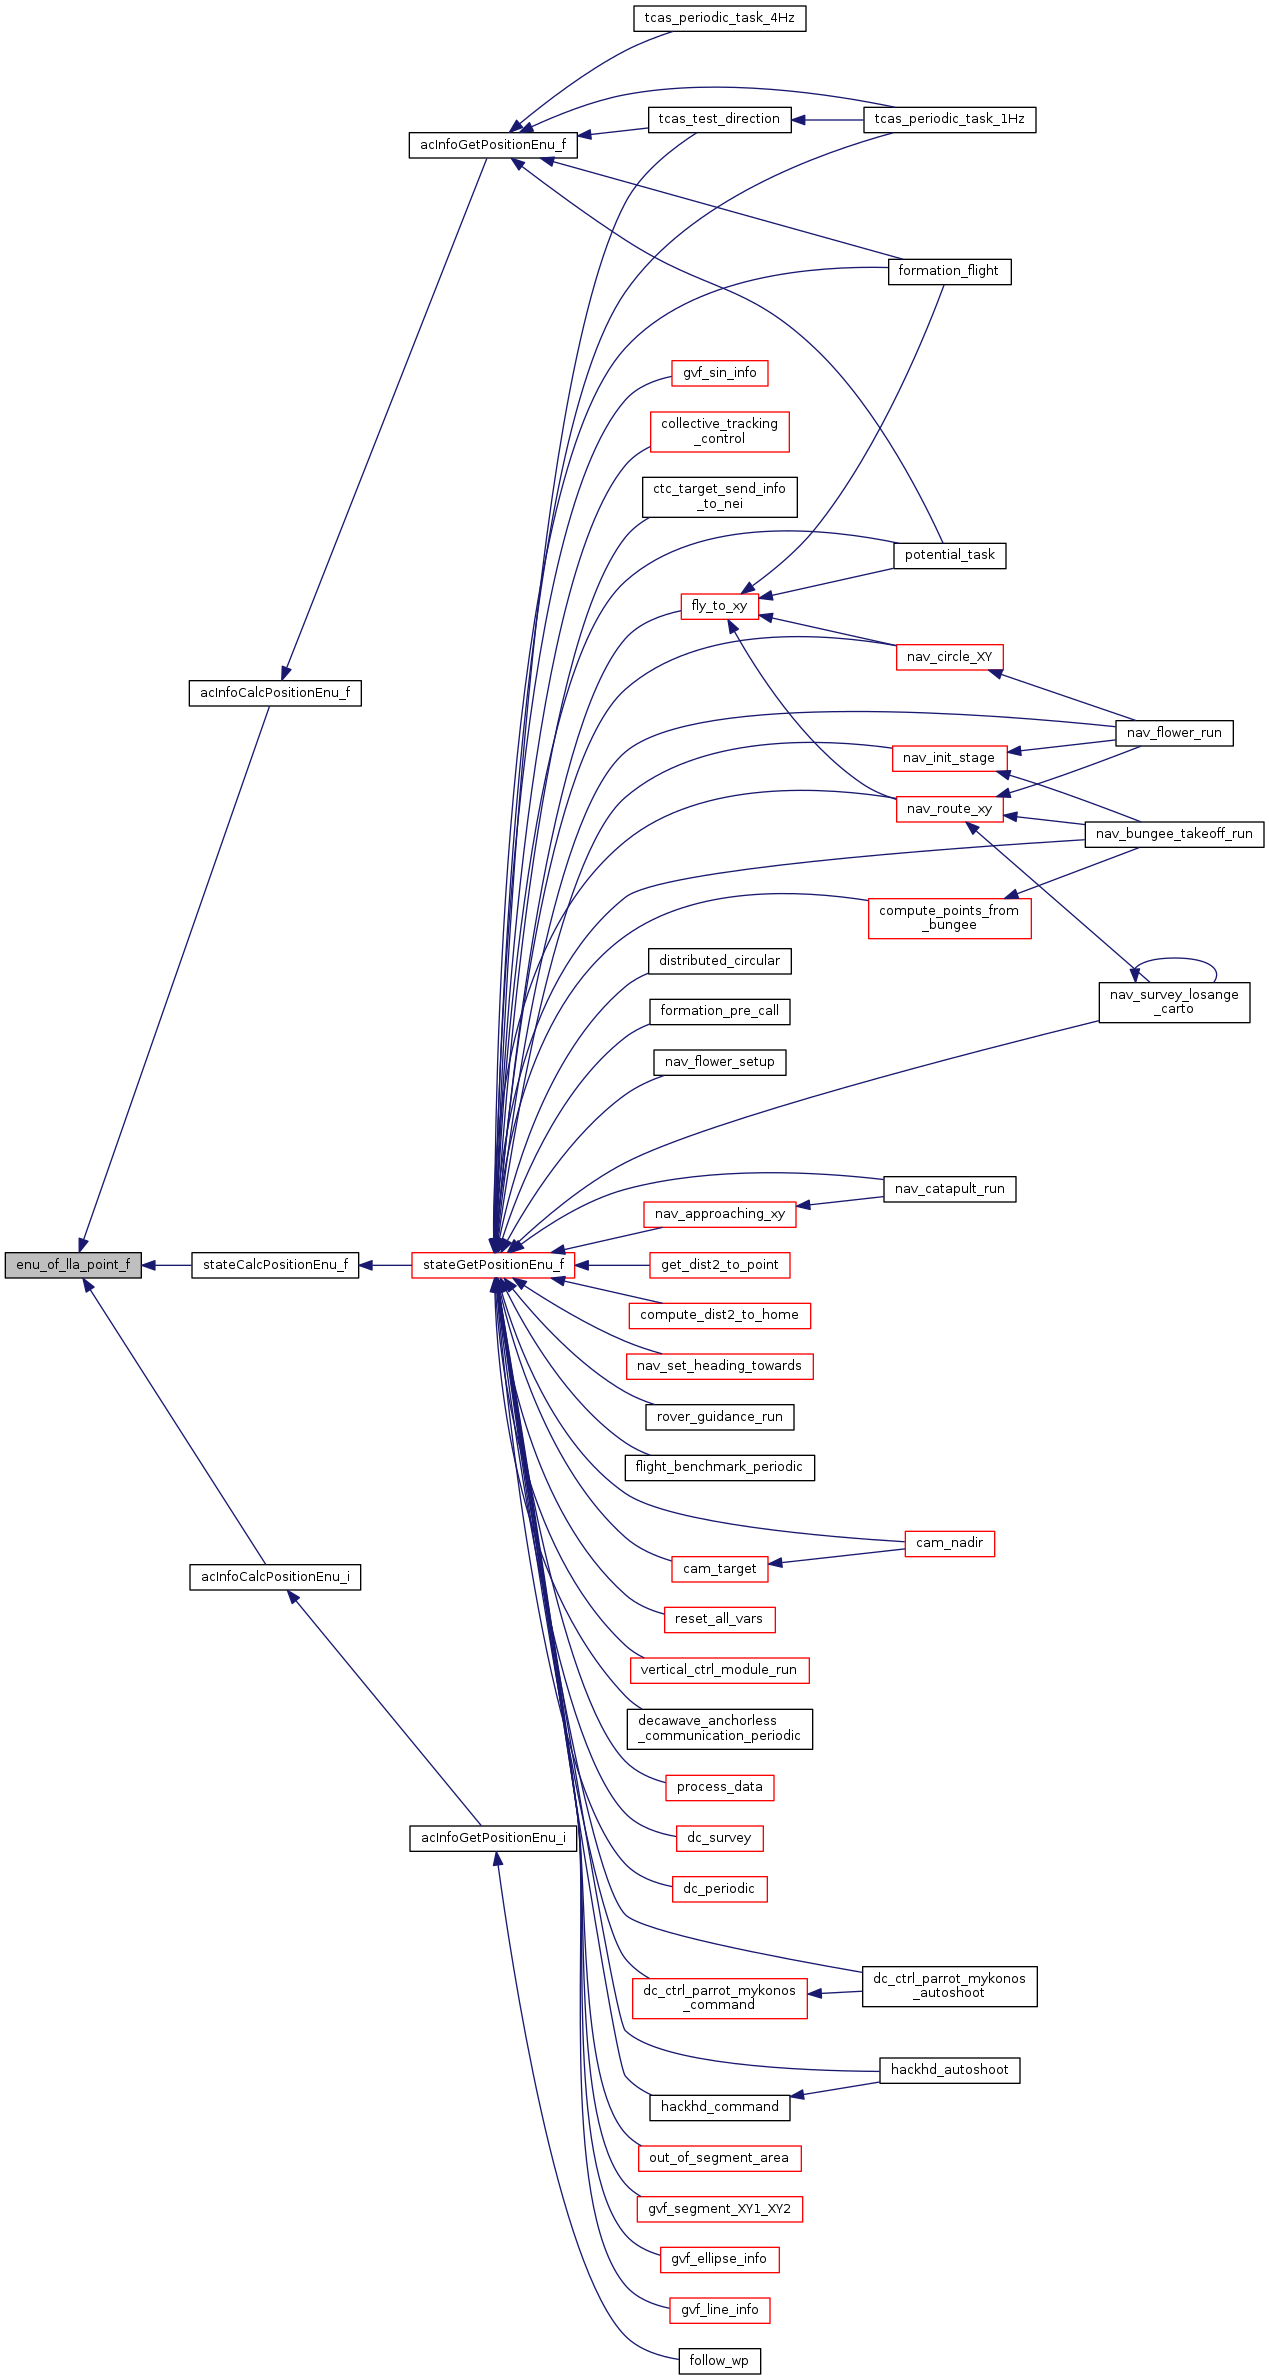 tcas_periodic_task_4Hz
tcas_test_direction
tcas_periodic_task_1Hz
acInfoGetPositionEnu_f
formation_flight
gvf_sin_info
collective_tracking
_control
ctc_target_send_info
_to_nei
potential_task
fly_to_xy
nav_circle_XY
acInfoCalcPositionEnu_f
nav_flower_run
nav_init_stage
nav_route_xy
nav_bungee_takeoff_run
compute_points_from
_bungee
distributed_circular
nav_survey_losange
_carto
formation_pre_call
nav_flower_setup
nav_catapult_run
nav_approaching_xy
enu_of_lla_point_f
stateCalcPositionEnu_f
stateGetPositionEnu_f
get_dist2_to_point
compute_dist2_to_home
nav_set_heading_towards
rover_guidance_run
flight_benchmark_periodic
cam_nadir
cam_target
acInfoCalcPositionEnu_i
reset_all_vars
vertical_ctrl_module_run
decawave_anchorless
_communication_periodic
process_data
acInfoGetPositionEnu_i
dc_survey
dc_periodic
dc_ctrl_parrot_mykonos
_autoshoot
dc_ctrl_parrot_mykonos
_command
hackhd_autoshoot
hackhd_command
out_of_segment_area
gvf_segment_XY1_XY2
gvf_ellipse_info
gvf_line_info
follow_wp